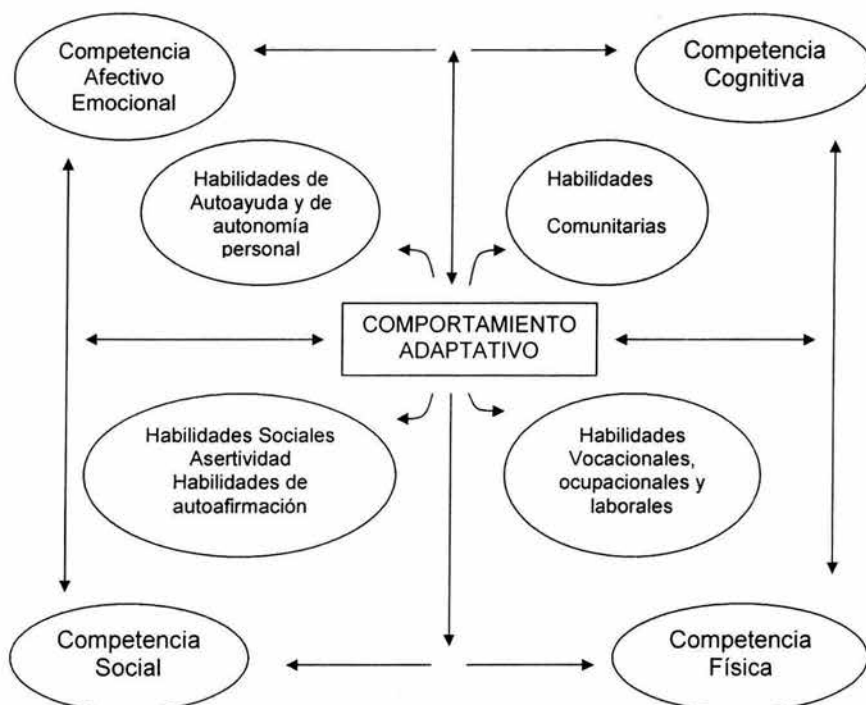 Competencia
Afectivo
Emocional
Competencia
Cognitiva
Habilidades de
Autoayuda y de
autonomía
personal
Habilidades
Comunitarias
COMPORTAMIENTO
ADAPTATIVO
Habilidades Sociales
Asertividad
Habilidades de
autoafirmación
Habilidades
Vocacionales,
ocupacionales y
laborales
Competencia
Social
Competencia
Física